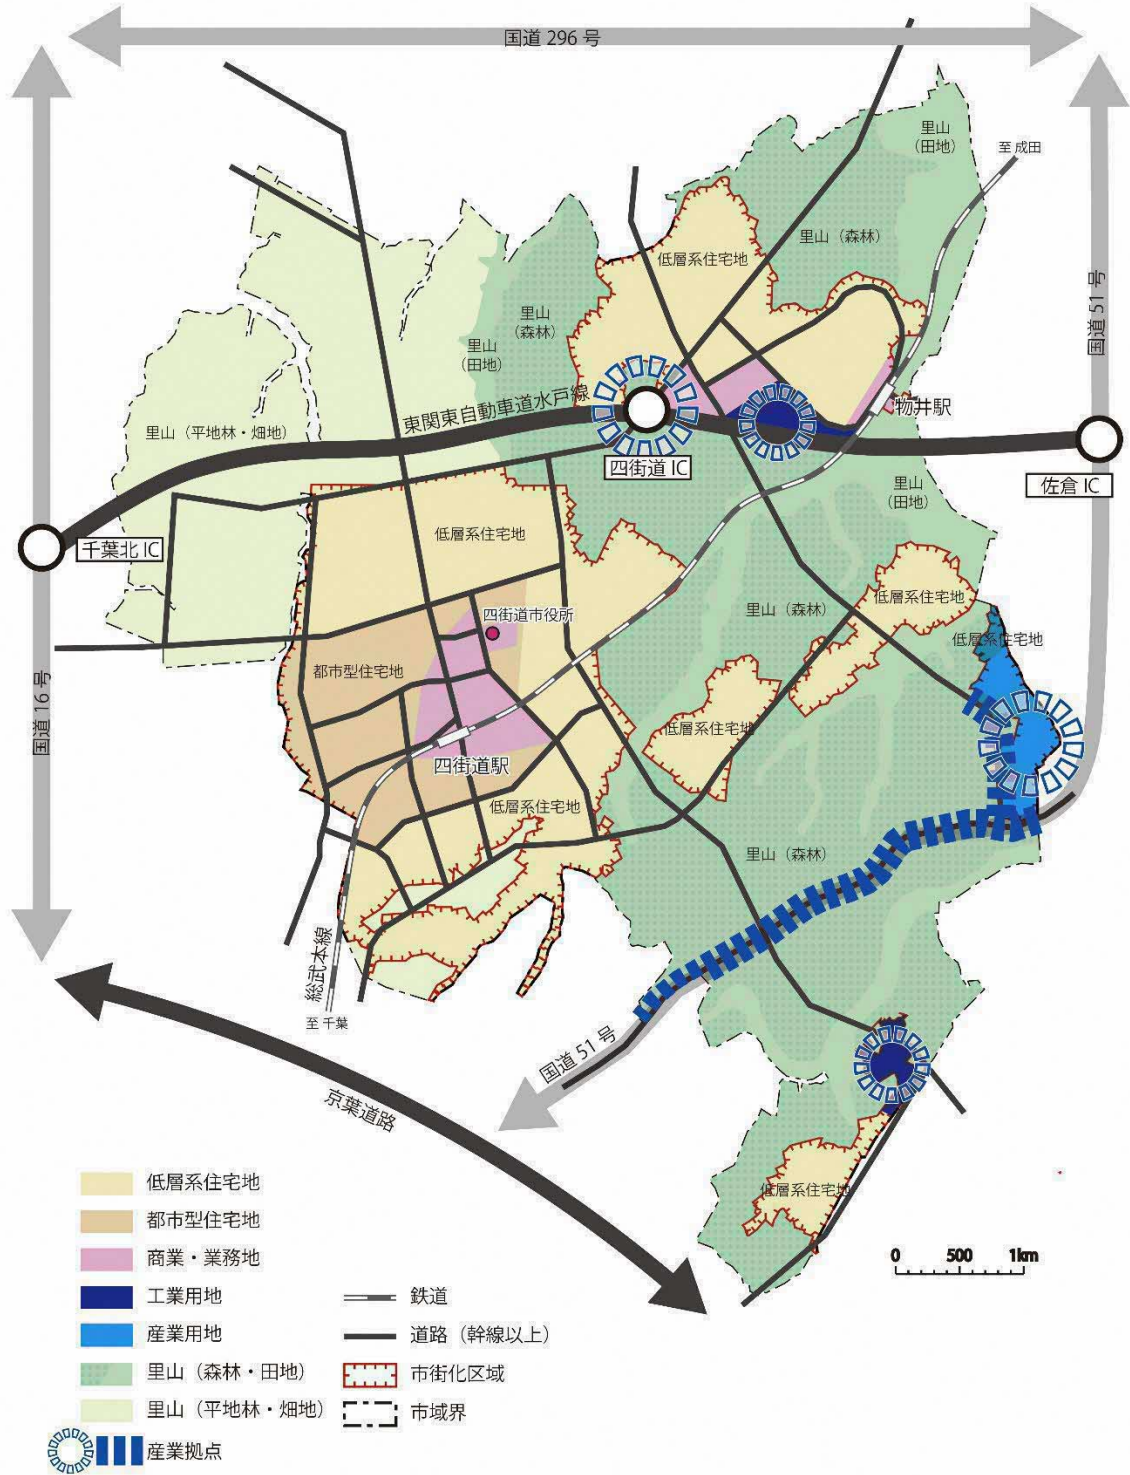 国道 296 号
里山
（田地）
至 成田
里山（森林）
低層系住宅地
国道 51 号
里山
（森林）
里山
（田地）
東関東自動車道水戸線
物井駅
里山（平地林・畑地）
四街道 IC
里山
（田地）
佐倉 IC
低層系住宅地
千葉北 IC
四街道市役所
里山（森林）
低層系住宅地
低層系住宅地
都市型住宅地
国道 16 号
低層系住宅地
四街道駅
低層系住宅地
里山（森林）
総武本線
至 千葉
国道 51 号
京葉道路
低層系住宅地
0 500 1km
低層系住宅地
都市型住宅地
商業・業務地
工業用地
産業用地
里山（森林・田地）
里山（平地林・畑地）
産業拠点
鉄道
道路（幹線以上）
市街化区域
市域界